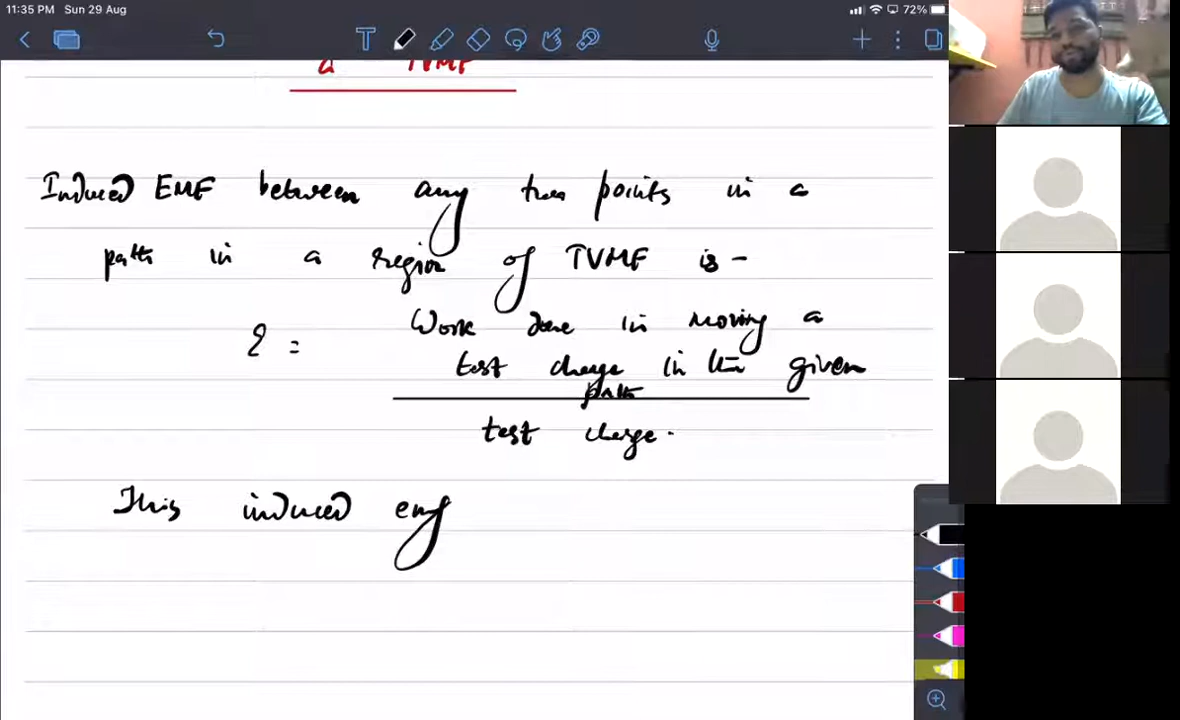 11:35 PM Sun 29 Aug
72%
a TVMF
Induced EMF between any two points in a
path in a region of TVMF is -
ε = Work done in moving a
test charge in the given
path
test charge.
This induced emf